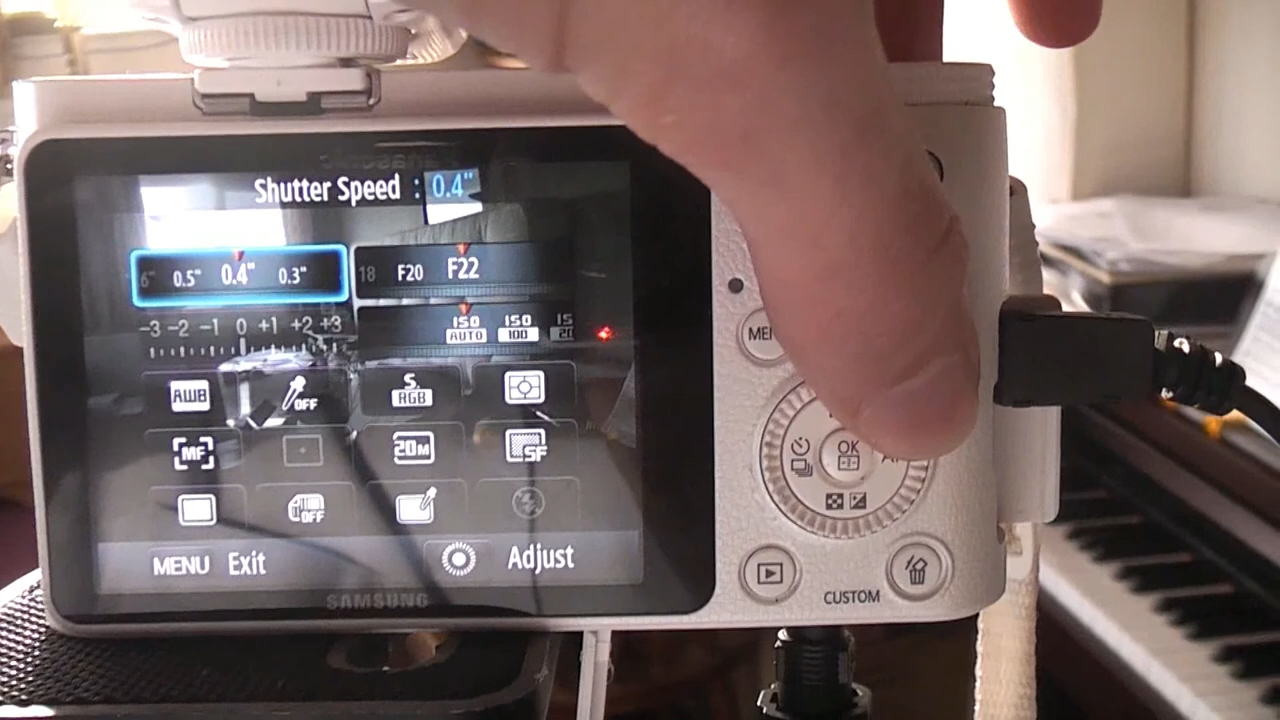 Shutter Speed : 0.4"
6" 0.5" 0.4" 0.3"
18 F20 F22
-3 -2 -1 0 +1 +2 +3
ISO AUTO ISO 100
AWB OFF S. RGB
MF 20M SF
OFF
MENU Exit Adjust
SAMSUNG
OK
CUSTOM